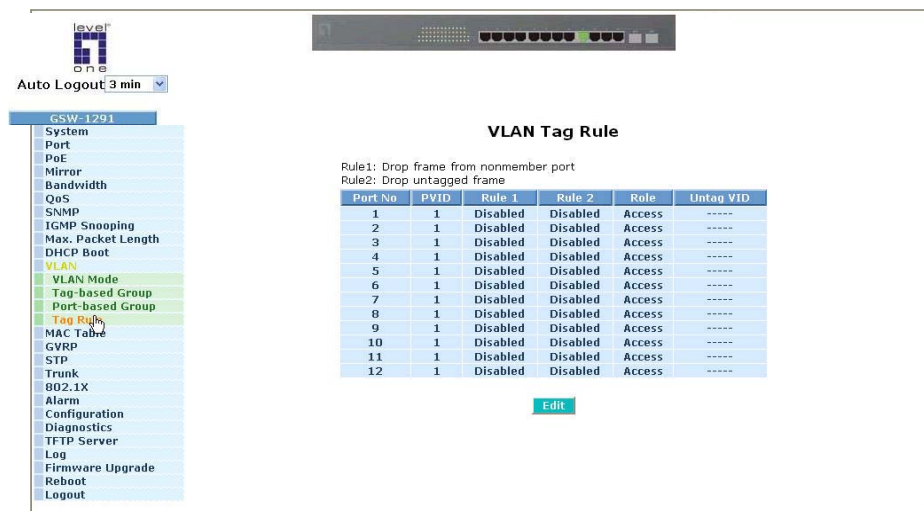 level
one
Auto Logout 3 min
GSW-1291
System
Port
PoE
Mirror
Bandwidth
QoS
SNMP
IGMP Snooping
Max. Packet Length
DHCP Boot
VLAN
VLAN Mode
Tag-based Group
Port-based Group
Tag Rule
MAC Table
GVRP
STP
Trunk
802.1X
Alarm
Configuration
Diagnostics
TFTP Server
Log
Firmware Upgrade
Reboot
Logout
VLAN Tag Rule
Rule1: Drop frame from nonmember port
Rule2: Drop untagged frame
Port No PVID Rule 1 Rule 2 Role Untag VID
1 1 Disabled Disabled Access -----
2 1 Disabled Disabled Access -----
3 1 Disabled Disabled Access -----
4 1 Disabled Disabled Access -----
5 1 Disabled Disabled Access -----
6 1 Disabled Disabled Access -----
7 1 Disabled Disabled Access -----
8 1 Disabled Disabled Access -----
9 1 Disabled Disabled Access -----
10 1 Disabled Disabled Access -----
11 1 Disabled Disabled Access -----
12 1 Disabled Disabled Access -----
Edit